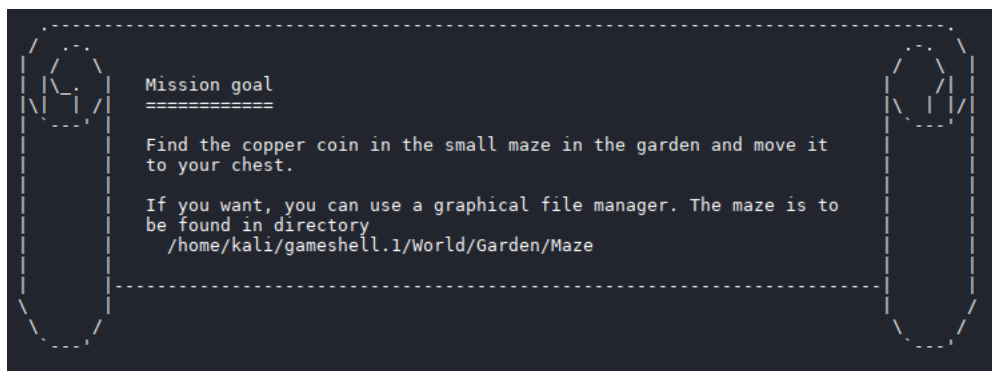 Mission goal
============
Find the copper coin in the small maze in the garden and move it
to your chest.
If you want, you can use a graphical file manager. The maze is to
be found in directory
/home/kali/gameshell.1/World/Garden/Maze